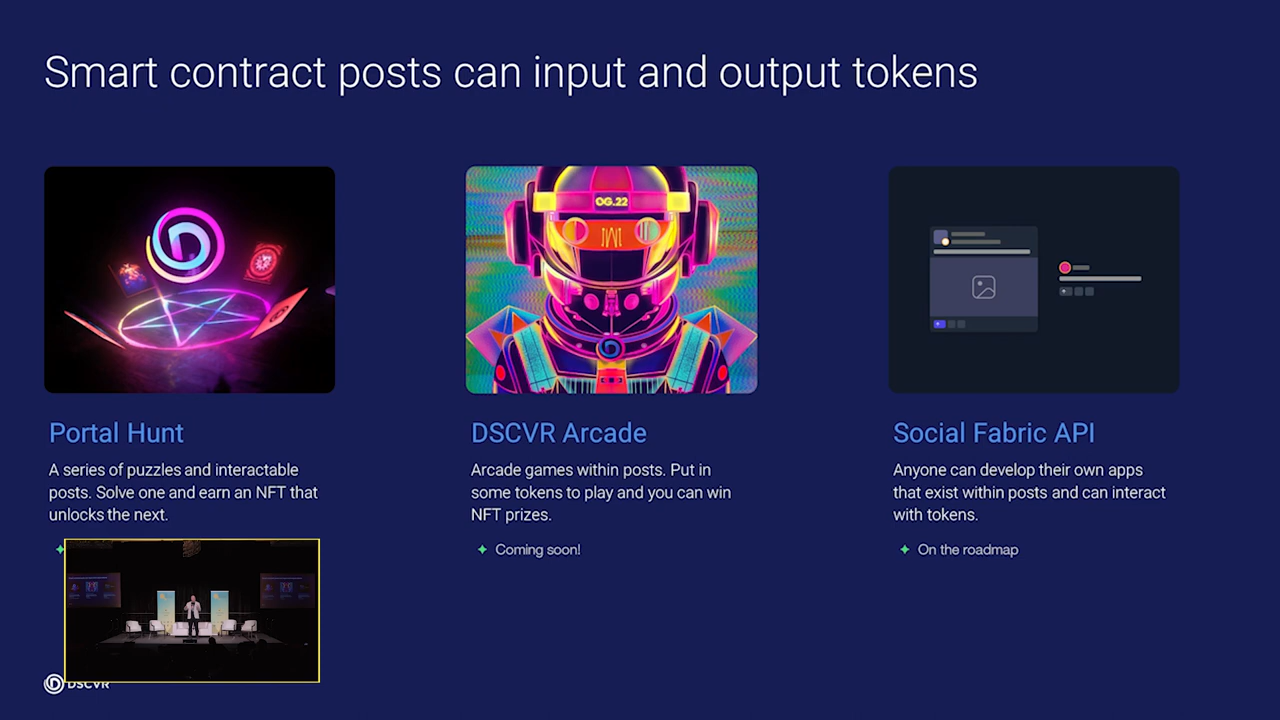 Smart contract posts can input and output tokens
OG.22
Portal Hunt
A series of puzzles and interactable
posts. Solve one and earn an NFT that
unlocks the next.
DSCVR Arcade
Arcade games within posts. Put in
some tokens to play and you can win
NFT prizes.
Coming soon!
Social Fabric API
Anyone can develop their own apps
that exist within posts and can interact
with tokens.
On the roadmap
DSCVR